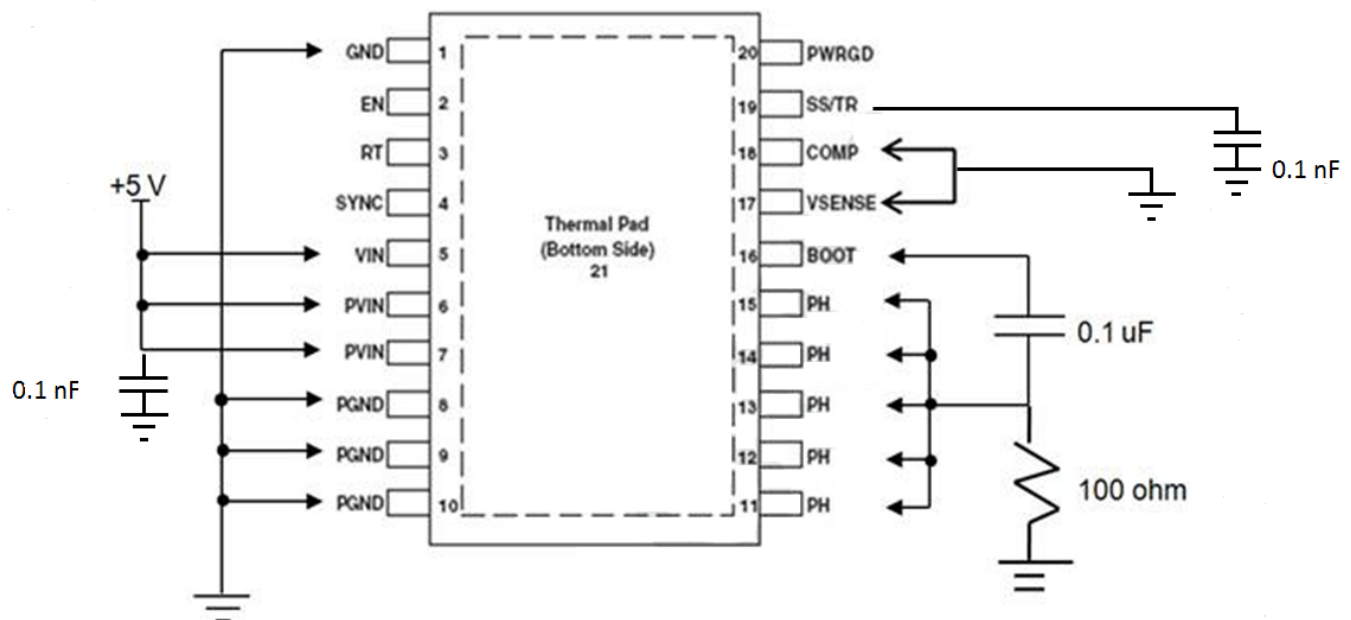 GND 1
EN 2
RT 3
SYNC 4
VIN 5
PVIN 6
PVIN 7
PGND 8
PGND 9
PGND 10
+5 V
0.1 nF
Thermal Pad
(Bottom Side)
21
20 PWRGD
19 SS/TR
18 COMP
17 VSENSE
16 BOOT
15 PH
14 PH
13 PH
12 PH
11 PH
0.1 nF
0.1 uF
100 ohm